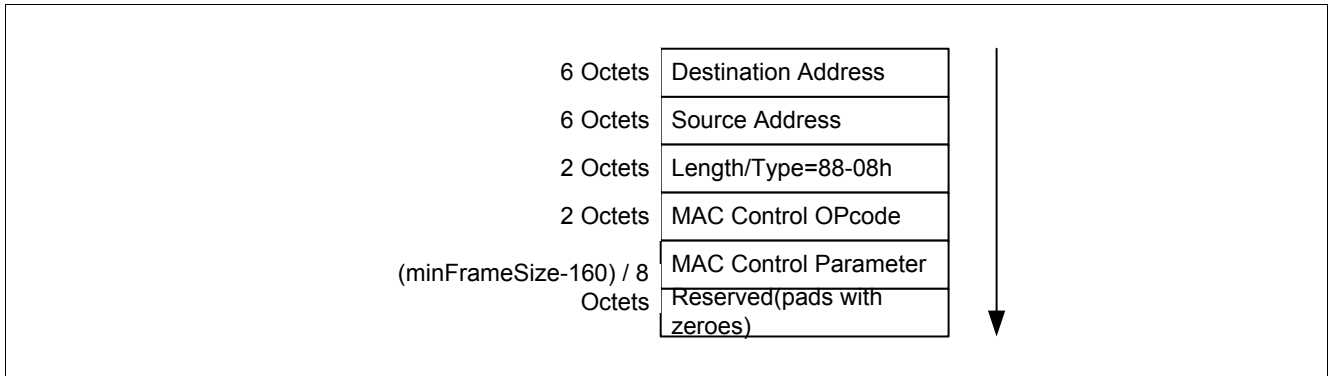 6 Octets Destination Address
6 Octets Source Address
2 Octets Length/Type=88-08h
2 Octets MAC Control OPcode
(minFrameSize-160) / 8
Octets
MAC Control Parameter
Reserved(pads with
zeroes)